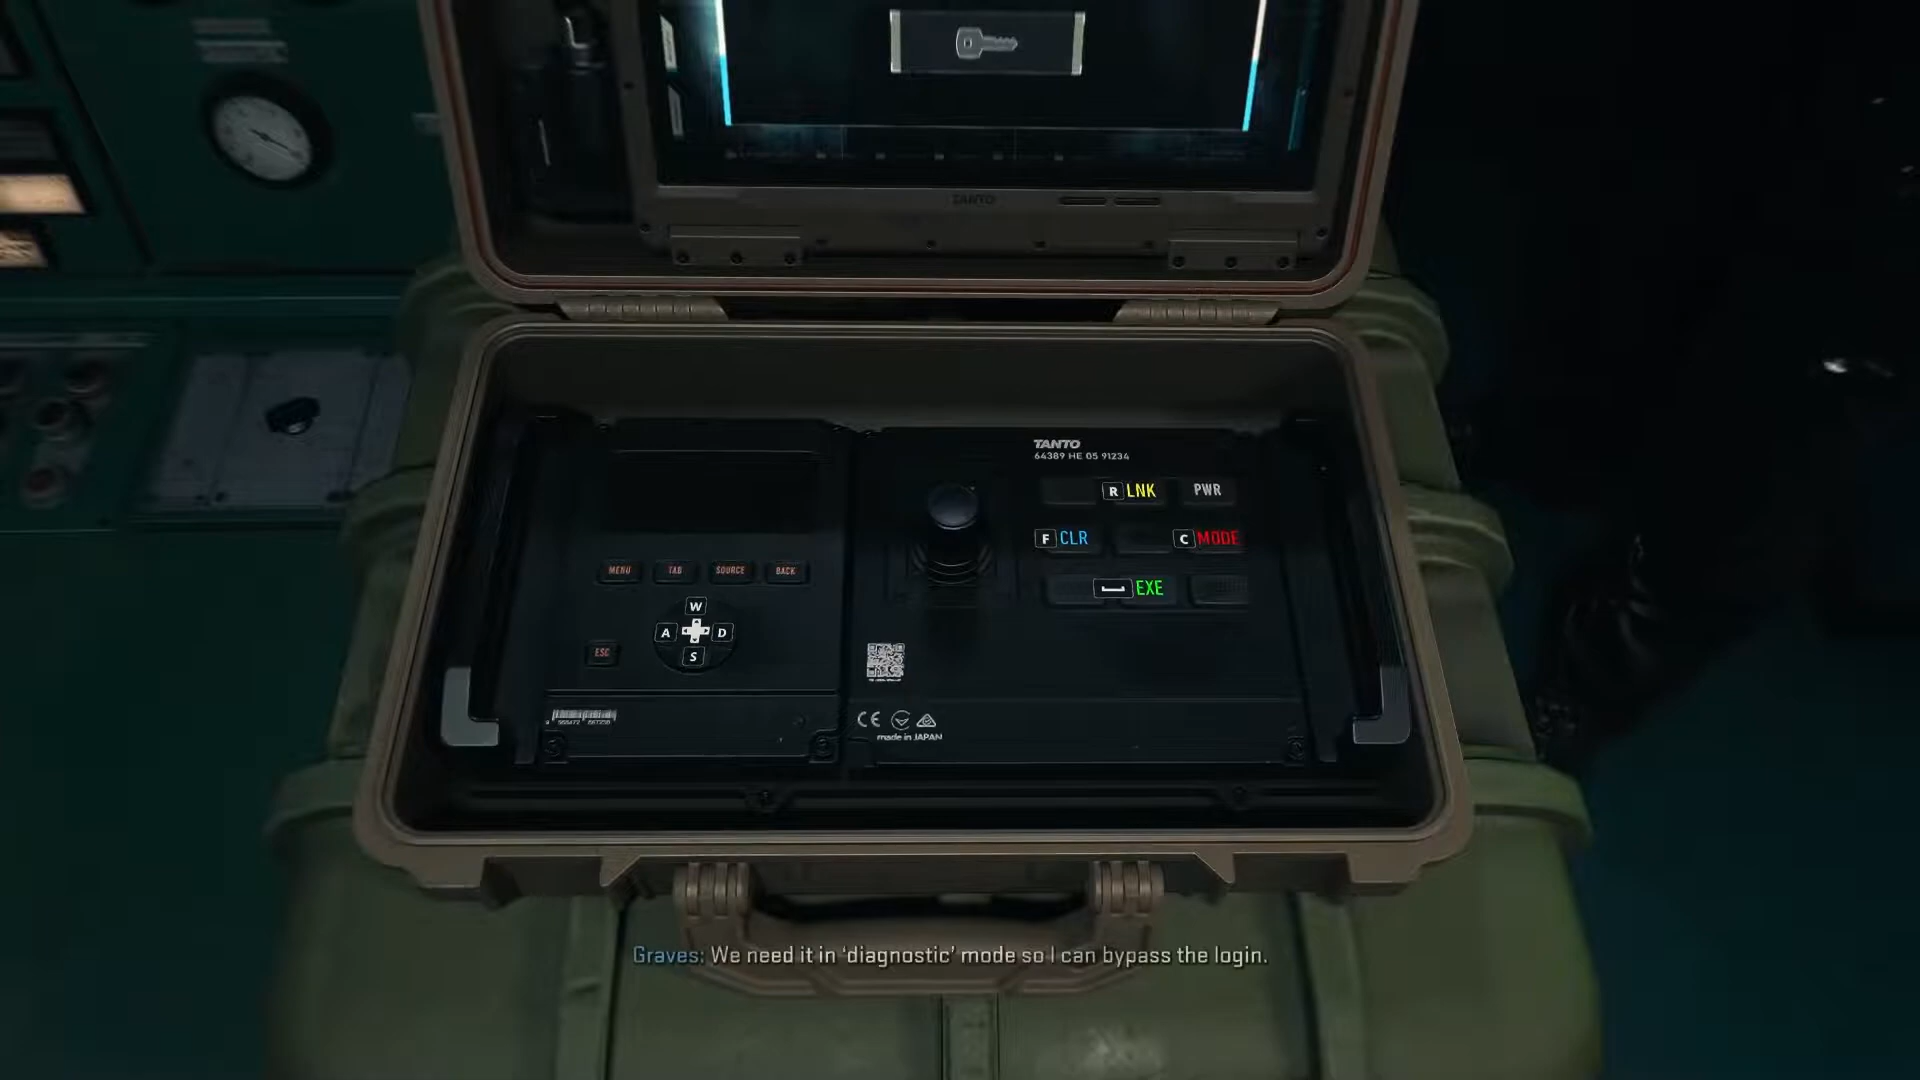 TANTO
TANTO
64389 HE 05 91234
R LNK
PWR
F CLR
C MODE
EXE
MENU
TAB
SOURCE
BACK
W
A
D
S
ESC
CE
made in JAPAN
Graves: We need it in ‘diagnostic’ mode so I can bypass the login.